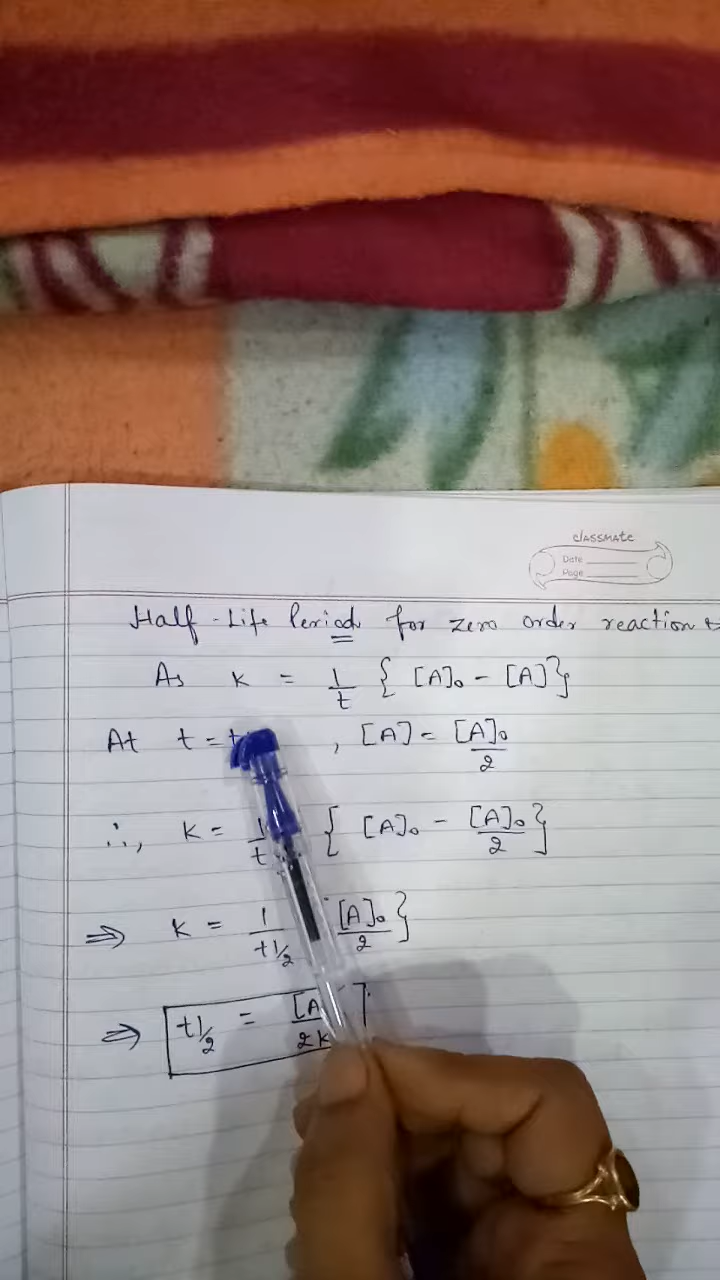 classmate
Date
Page
Half-Life Period for zero order reaction
As k = 1/t { [A]₀ - [A] }
At t = t , [A] = [A]₀/2
∴, k = 1/t { [A]₀ - [A]₀/2 }
⇒ k = 1/t1/2 [A]₀/2 }
⇒ t1/2 = [A /2k